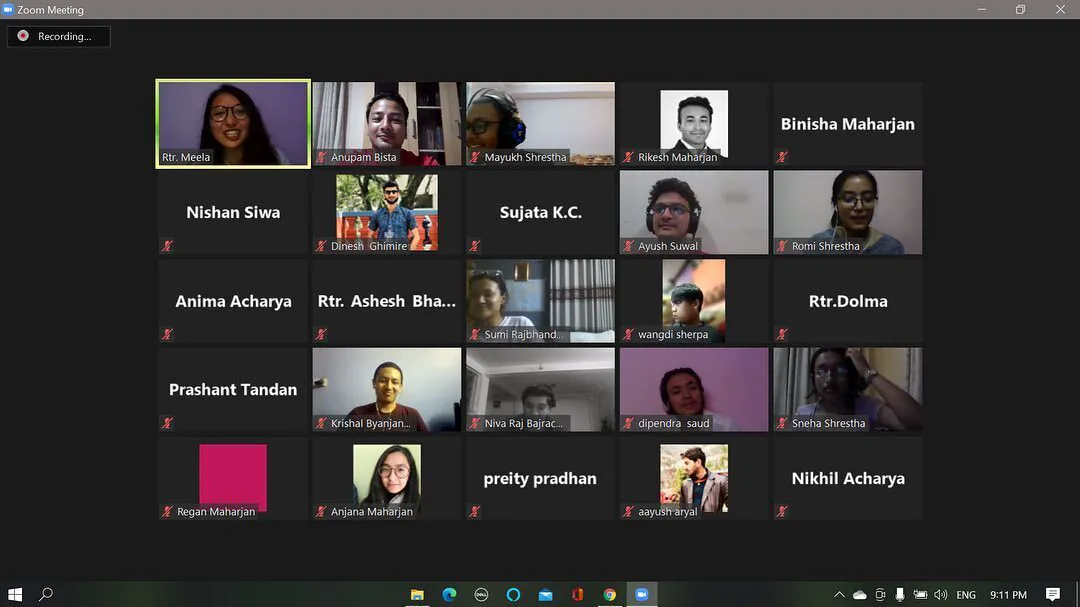 Zoom Meeting
Recording...
Rtr. Meela
Anupam Bista
Mayukh Shrestha
Rikesh Maharjan
Binisha Maharjan
Nishan Siwa
Dinesh Ghimire
Sujata K.C.
Ayush Suwal
Romi Shrestha
Anima Acharya
Rtr. Ashesh Bha...
Sumi Rajbhand...
wangdi sherpa
Rtr.Dolma
Prashant Tandan
Krishal Byanjan...
Niva Raj Bajrac...
dipendra saud
Sneha Shrestha
Regan Maharjan
Anjana Maharjan
preity pradhan
aayush aryal
Nikhil Acharya
DELL
ENG
9:11 PM